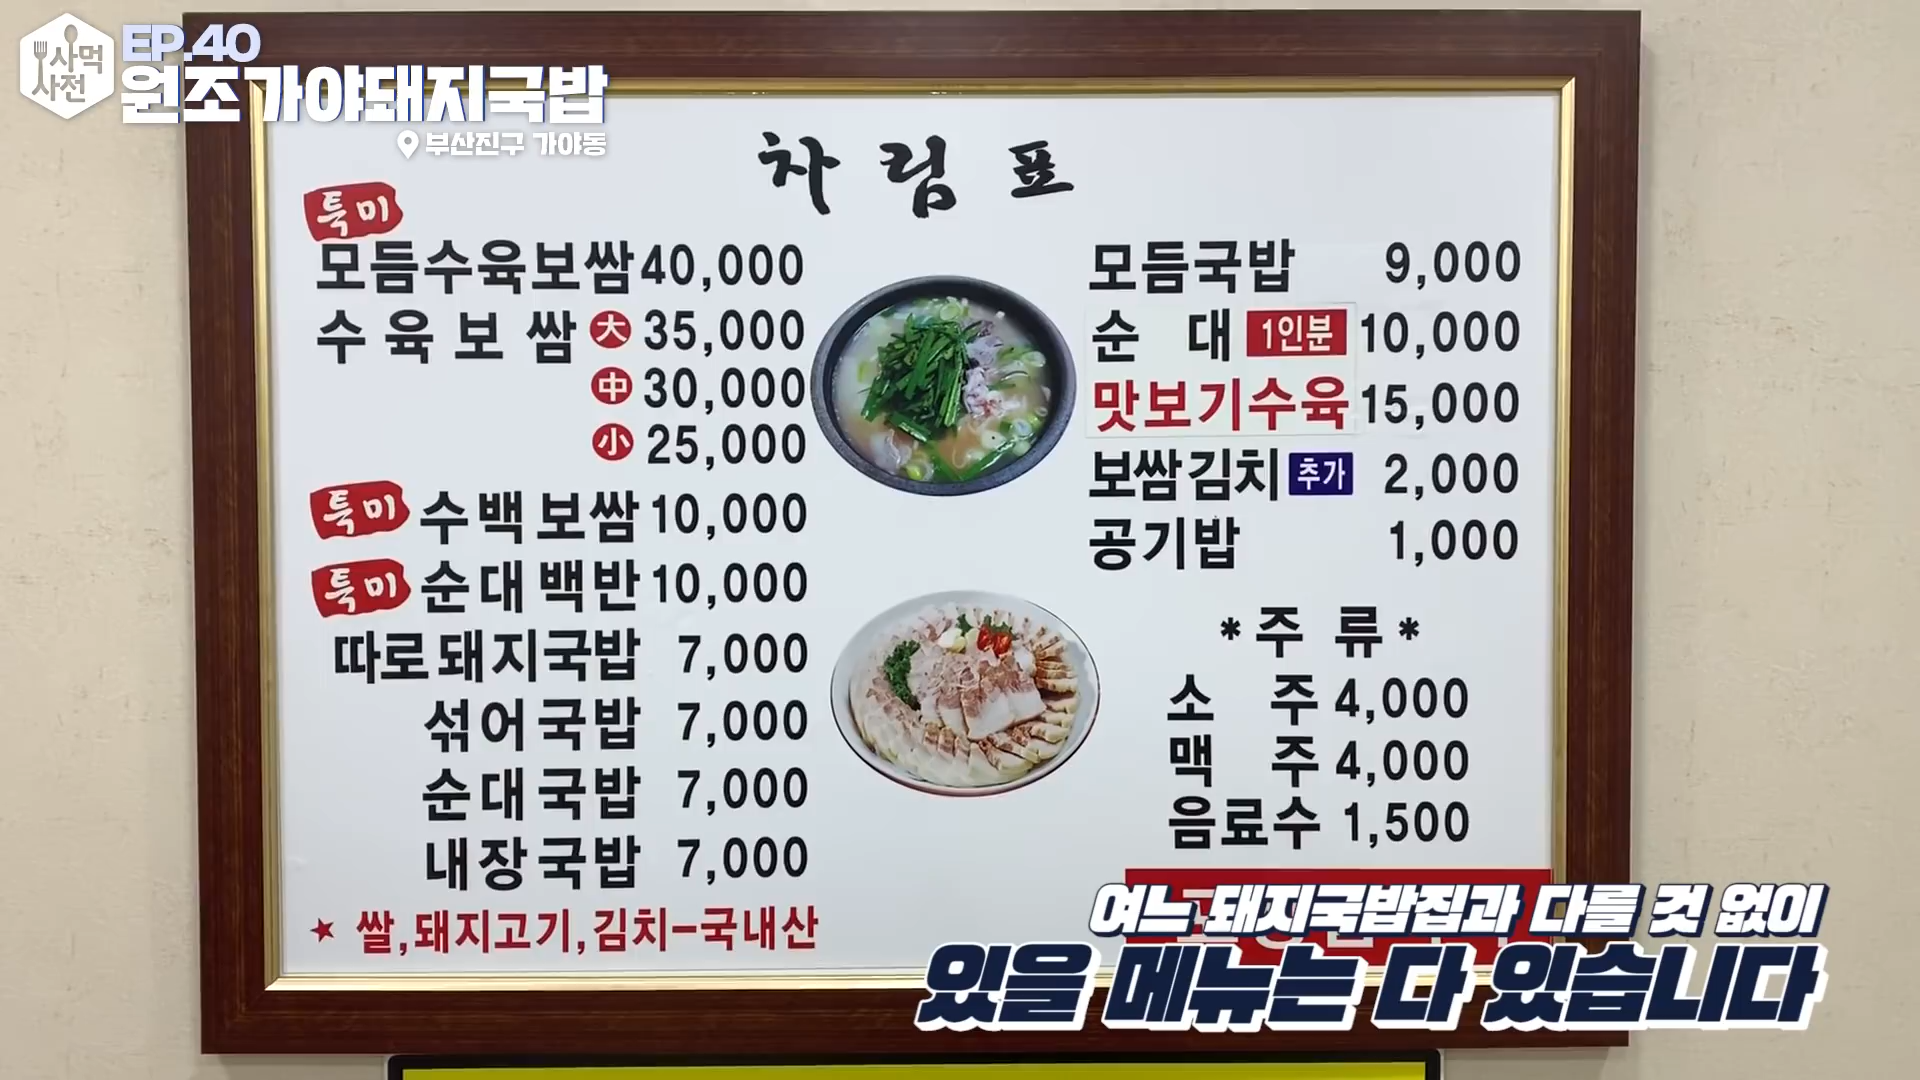 사먹
사전
EP.40
원조가야돼지국밥
부산진구 가야동
차림표
특미
모듬수육보쌈 40,000
수육보쌈 大 35,000
中 30,000
小 25,000
특미 수백보쌈 10,000
특미 순대백반 10,000
따로돼지국밥 7,000
섞어국밥 7,000
순대국밥 7,000
내장국밥 7,000
★ 쌀,돼지고기,김치-국내산
모듬국밥 9,000
순대 1인분 10,000
맛보기수육 15,000
보쌈김치 추가 2,000
공기밥 1,000
*주류*
소주 4,000
맥주 4,000
음료수 1,500
여느 돼지국밥집과 다를 것 없이
있을 메뉴는 다 있습니다